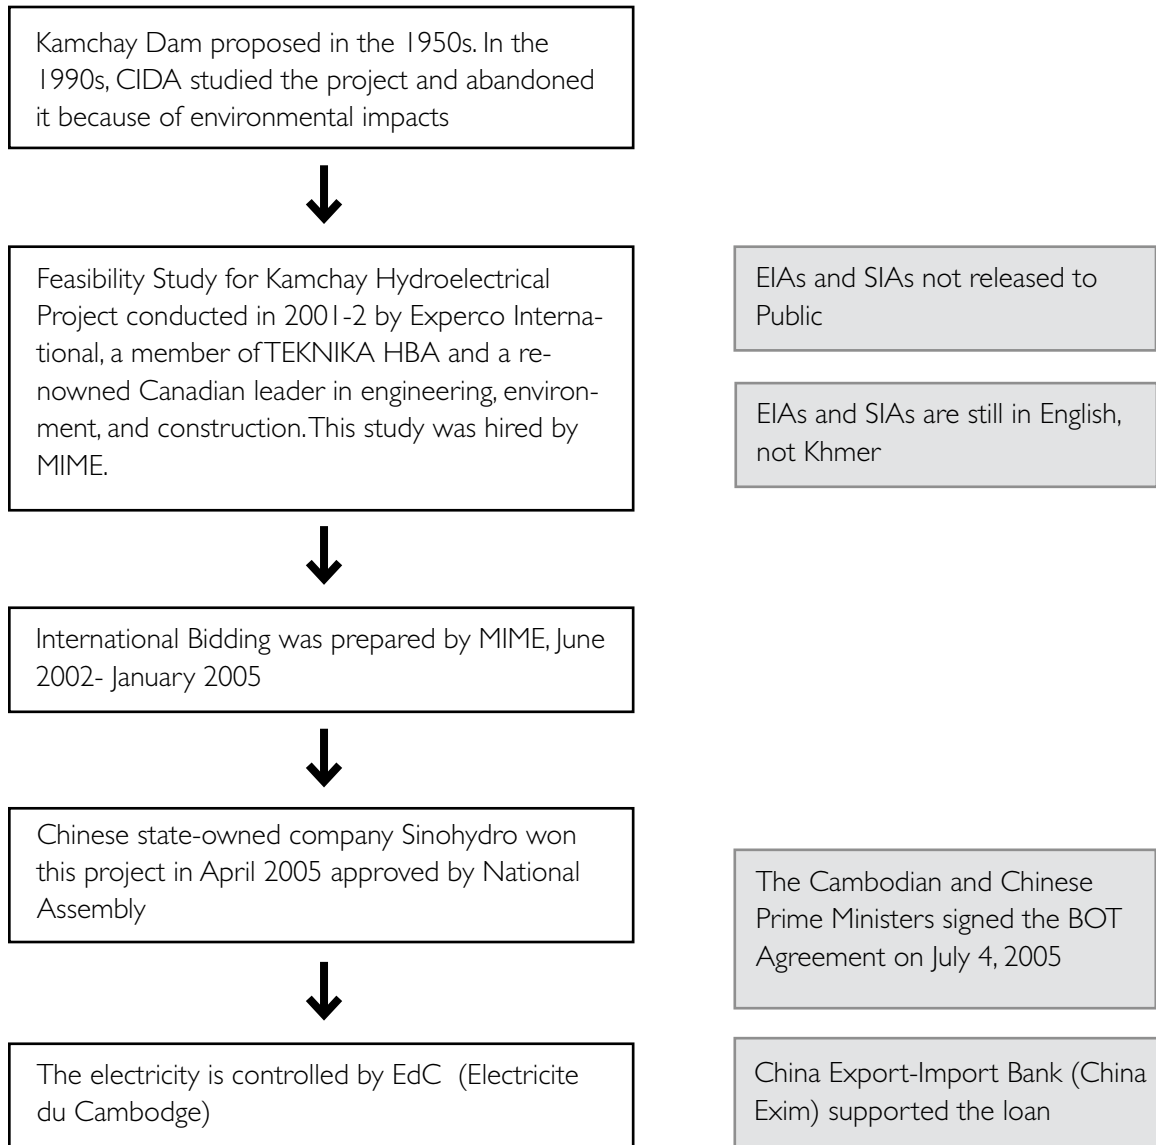 Kamchay Dam proposed in the 1950s. In the
1990s, CIDA studied the project and abandoned
it because of environmental impacts
Feasibility Study for Kamchay Hydroelectrical
Project conducted in 2001-2 by Experco Interna-
tional, a member of TEKNIKA HBA and a re-
nowned Canadian leader in engineering, environ-
ment, and construction. This study was hired by
MIME.
EIAs and SIAs not released to
Public
EIAs and SIAs are still in English,
not Khmer
International Bidding was prepared by MIME, June
2002- January 2005
Chinese state-owned company Sinohydro won
this project in April 2005 approved by National
Assembly
The Cambodian and Chinese
Prime Ministers signed the BOT
Agreement on July 4, 2005
The electricity is controlled by EdC (Electricite
du Cambodge)
China Export-Import Bank (China
Exim) supported the loan